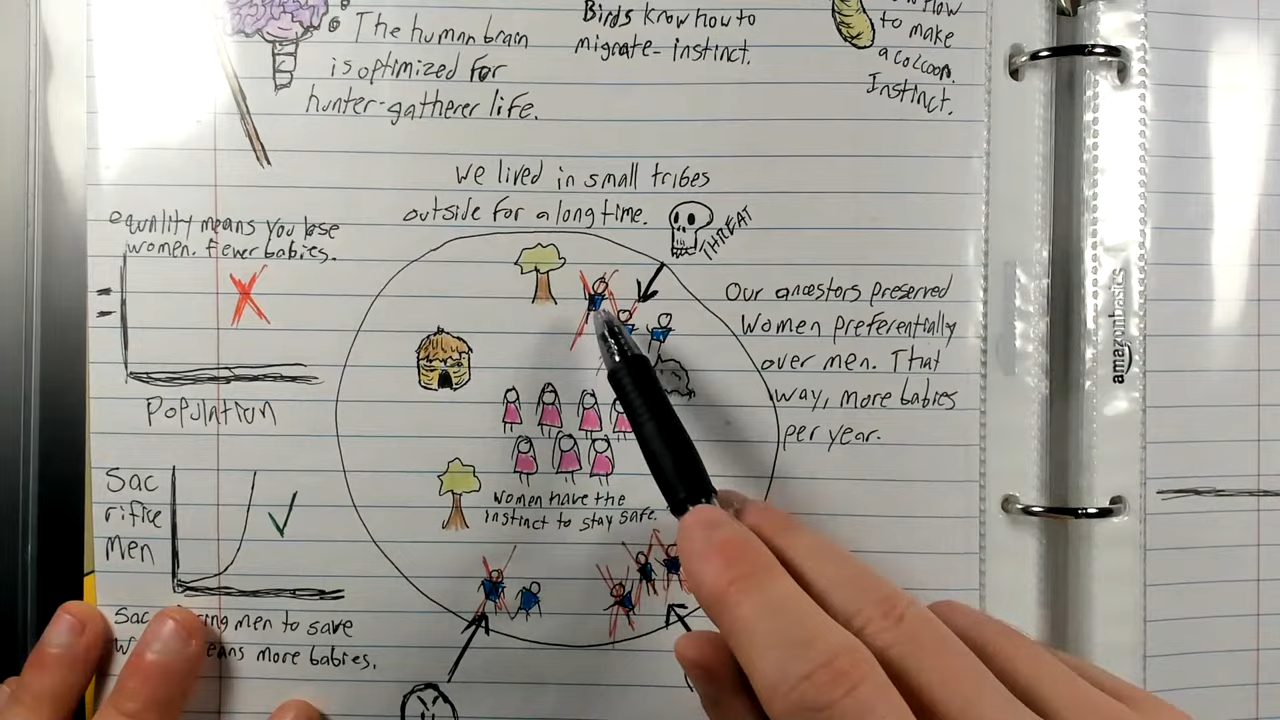 The human brain
is optimized for
hunter-gatherer life.
Birds know how to
migrate - instinct.
to make
a cocoon.
Instinct.
We lived in small tribes
outside for a long time.
THREAT
equality means you lose
women. fewer babies.
=
Population
Our ancestors preserved
Women preferentially
over men. That
way, more babies
per year.
Sac
rifice
Men
Women have the
instinct to stay safe.
men to save
more babies.
amazonbasics